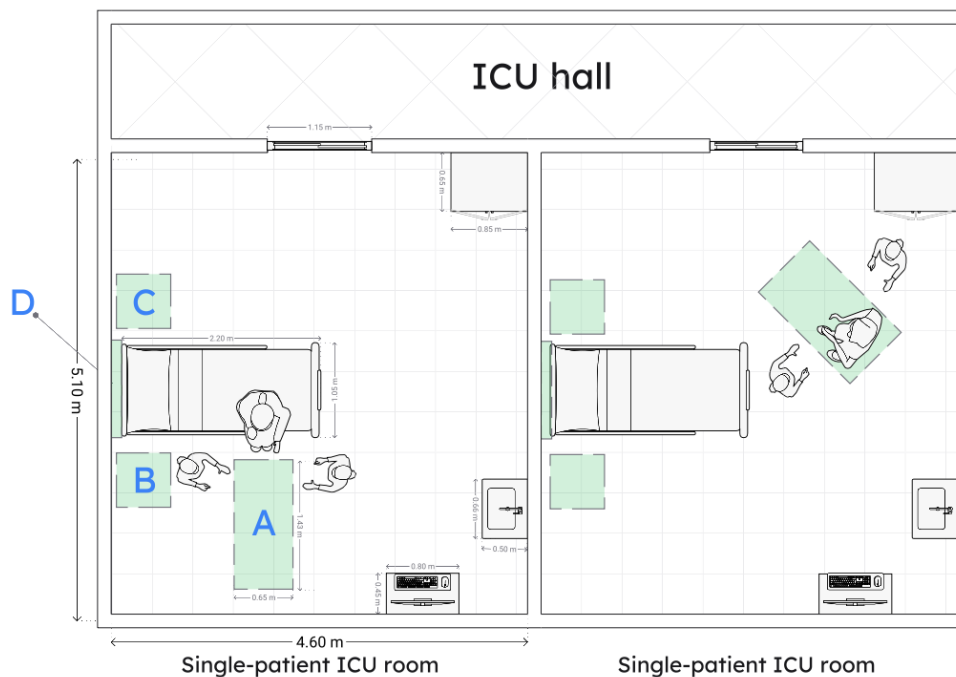 ICU hall
1.15 m
0.65 m
0.85 m
C
D
2.20 m
1.05 m
5.10 m
B
A
1.43 m
0.66 m
0.50 m
0.80 m
0.45 m
0.65 m
4.60 m
Single-patient ICU room
Single-patient ICU room